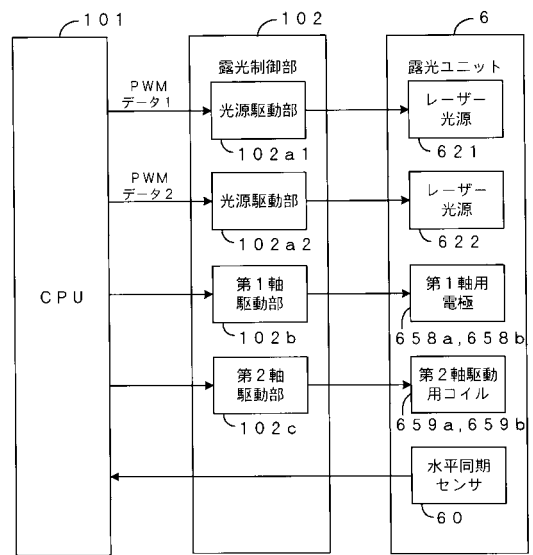 １０１
１０２
６
露光制御部
露光ユニット
ＰＷＭ
データ１
光源駆動部
レーザー
光源
１０２ａ１
６２１
ＰＷＭ
データ２
光源駆動部
レーザー
光源
１０２ａ２
６２２
ＣＰＵ
第１軸
駆動部
第１軸用
電極
１０２ｂ
６５８ａ，６５８ｂ
第２軸
駆動部
第２軸駆動
用コイル
１０２ｃ
６５９ａ，６５９ｂ
水平同期
センサ
６０